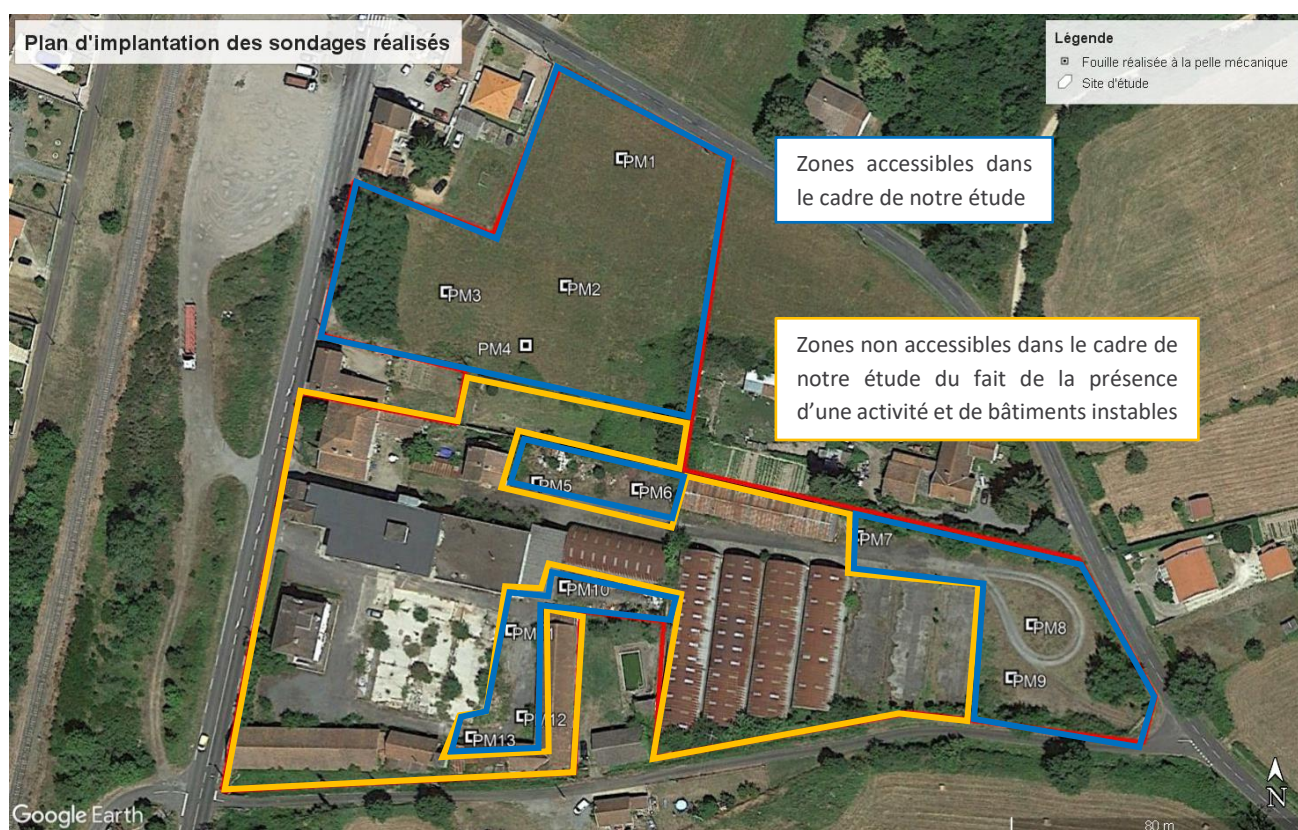 Plan d'implantation des sondages réalisés
Légende
Fouille réalisée à la pelle mécanique
Site d'étude
Zones accessibles dans
le cadre de notre étude
PM1
PM2
PM3
PM4
Zones non accessibles dans le cadre de
notre étude du fait de la présence
d’une activité et de bâtiments instables
PM5
PM6
PM7
PM10
PM8
PM11
PM9
PM12
PM13
Google Earth
N
80 m